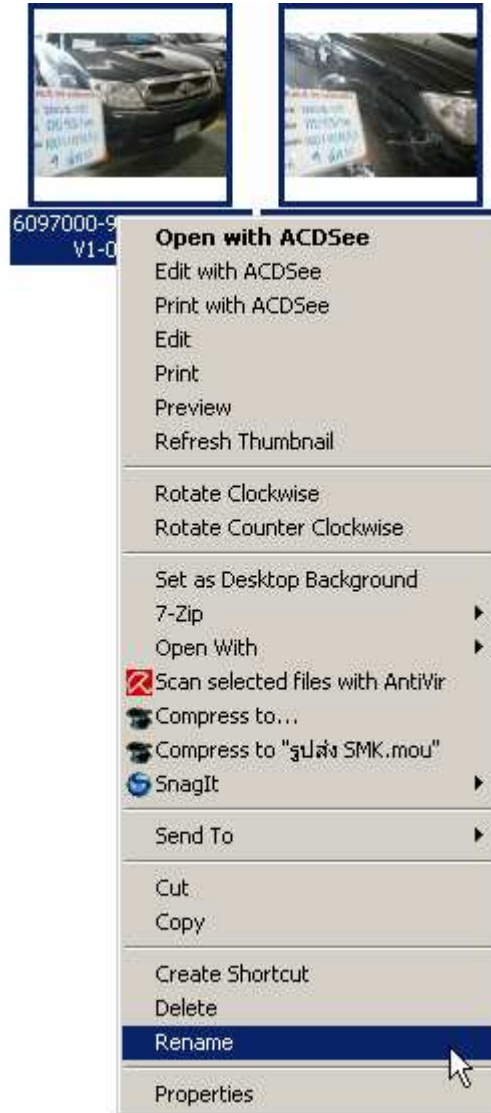 6097000-9
V1-0
Open with ACDSee
Edit with ACDSee
Print with ACDSee
Edit
Print
Preview
Refresh Thumbnail
Rotate Clockwise
Rotate Counter Clockwise
Set as Desktop Background
7-Zip
Open With
Scan selected files with AntiVir
Compress to...
Compress to "รูปส่ง SMK.mou"
SnagIt
Send To
Cut
Copy
Create Shortcut
Delete
Rename
Properties